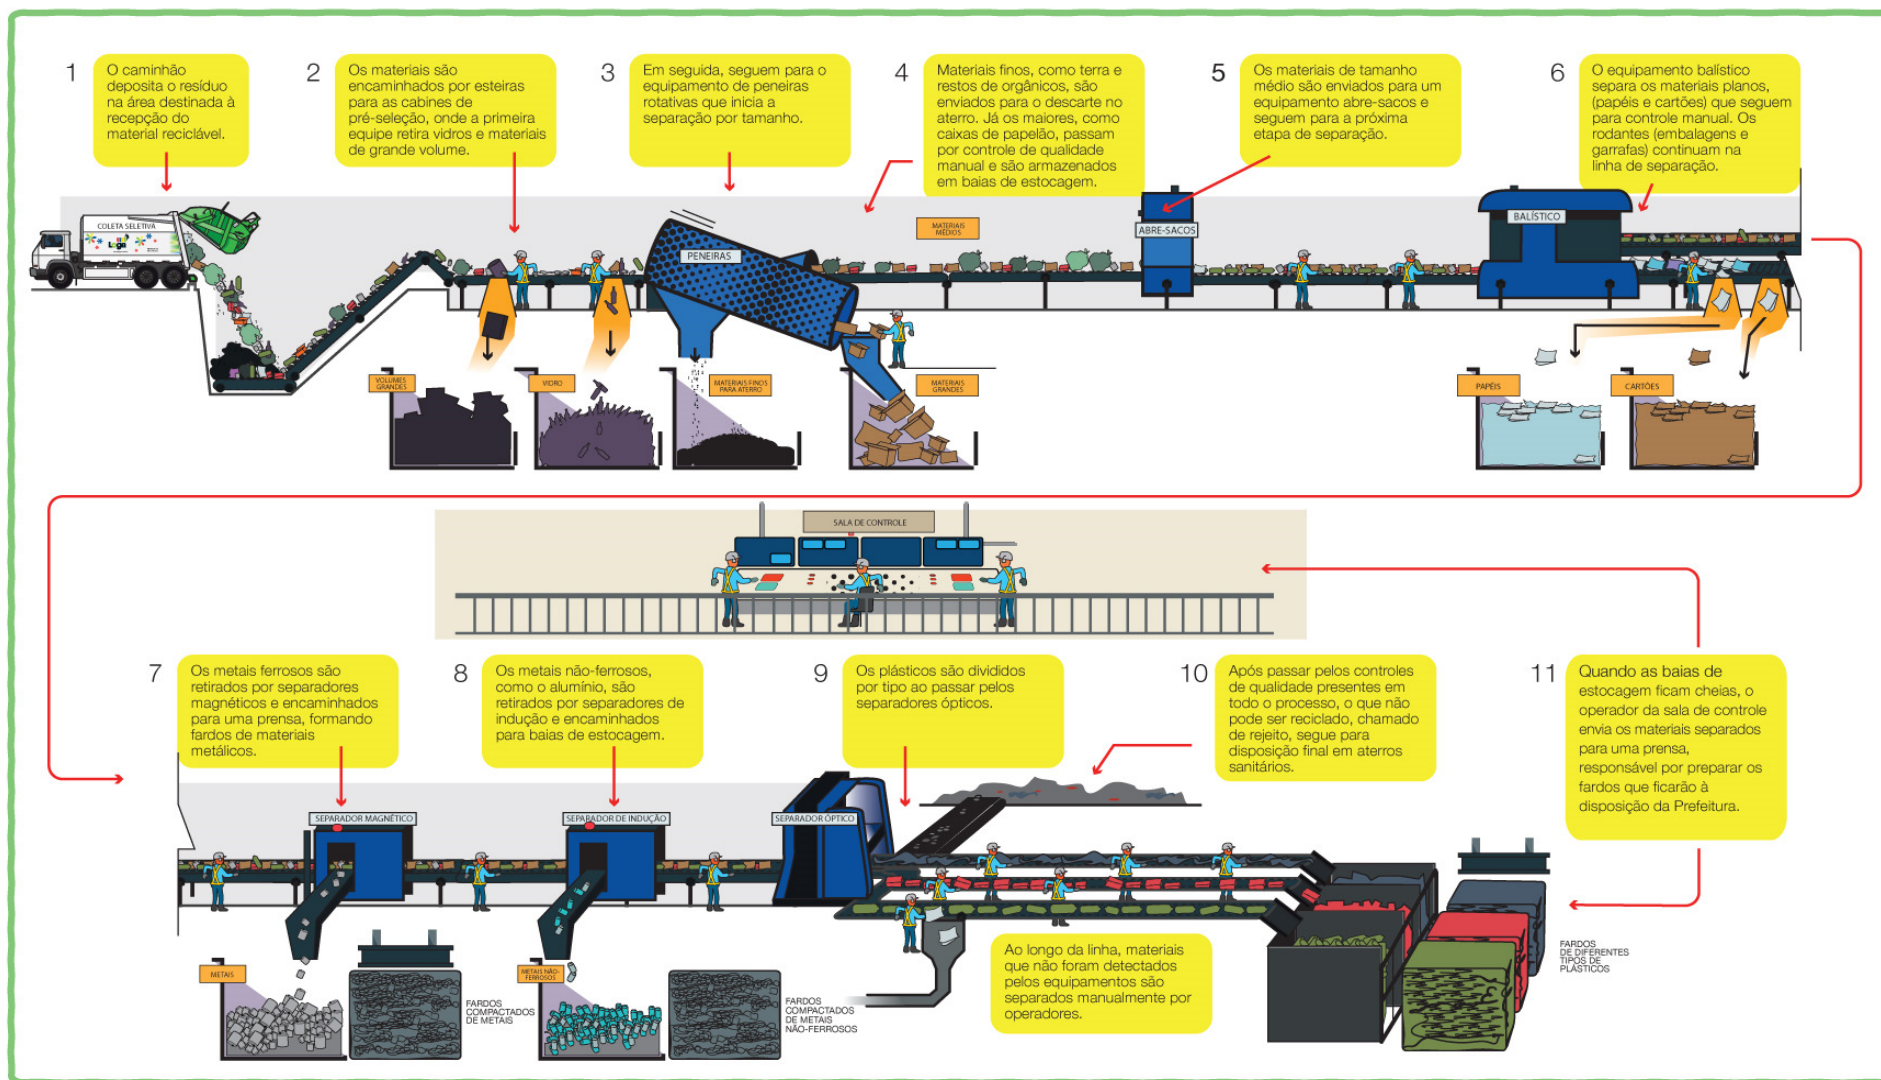 1
O caminhão
deposita o resíduo
na área destinada à
recepção do
material reciclável.
2
Os materiais são
encaminhados por esteiras
para as cabines de
pré-seleção, onde a primeira
equipe retira vidros e materiais
de grande volume.
3
Em seguida, seguem para o
equipamento de peneiras
rotativas que inicia a
separação por tamanho.
4
Materiais finos, como terra e
restos de orgânicos, são
enviados para o descarte no
aterro. Já os maiores, como
caixas de papelão, passam
por controle de qualidade
manual e são armazenados
em baias de estocagem.
5
Os materiais de tamanho
médio são enviados para um
equipamento abre-sacos e
seguem para a próxima
etapa de separação.
6
O equipamento balístico
separa os materiais planos,
(papéis e cartões) que seguem
para controle manual. Os
rodantes (embalagens e
garrafas) continuam na
linha de separação.
COLETA SELETIVA
Loga
PENEIRAS
MATERIAIS
MÉDIOS
ABRE-SACOS
BALÍSTICO
VOLUMES
GRANDES
VIDRO
MATERIAIS FINOS
PARA ATERRO
MATERIAIS
GRANDES
PAPÉIS
CARTÕES
SALA DE CONTROLE
7
Os metais ferrosos são
retirados por separadores
magnéticos e encaminhados
para uma prensa, formando
fardos de materiais
metálicos.
8
Os metais não-ferrosos,
como o alumínio, são
retirados por separadores de
indução e encaminhados
para baias de estocagem.
9
Os plásticos são divididos
por tipo ao passar pelos
separadores ópticos.
10
Após passar pelos controles
de qualidade presentes em
todo o processo, o que não
pode ser reciclado, chamado
de rejeito, segue para
disposição final em aterros
sanitários.
11
Quando as baias de
estocagem ficam cheias, o
operador da sala de controle
envia os materiais separados
para uma prensa,
responsável por preparar os
fardos que ficarão à
disposição da Prefeitura.
SEPARADOR MAGNÉTICO
SEPARADOR DE INDUÇÃO
SEPARADOR ÓPTICO
METAIS
FARDOS
COMPACTADOS
DE METAIS
METAIS NÃO-
FERROSOS
FARDOS
COMPACTADOS
DE METAIS
NÃO-FERROSOS
Ao longo da linha, materiais
que não foram detectados
pelos equipamentos são
separados manualmente por
operadores.
FARDOS
DE DIFERENTES
TIPOS DE
PLÁSTICOS